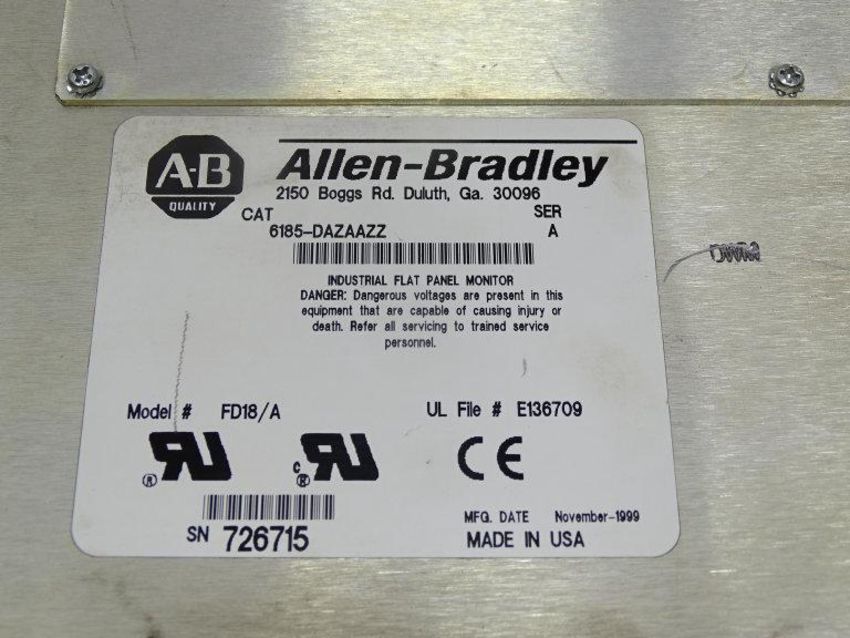 A-B
QUALITY
Allen-Bradley
2150 Boggs Rd. Duluth, Ga. 30096
CAT SER
6185-DAZAAZZ A
INDUSTRIAL FLAT PANEL MONITOR
DANGER: Dangerous voltages are present in this
equipment that are capable of causing injury or
death. Refer all servicing to trained service
personnel.
Model # FD18/A UL File # E136709
CE
MFG. DATE November-1999
SN 726715 MADE IN USA